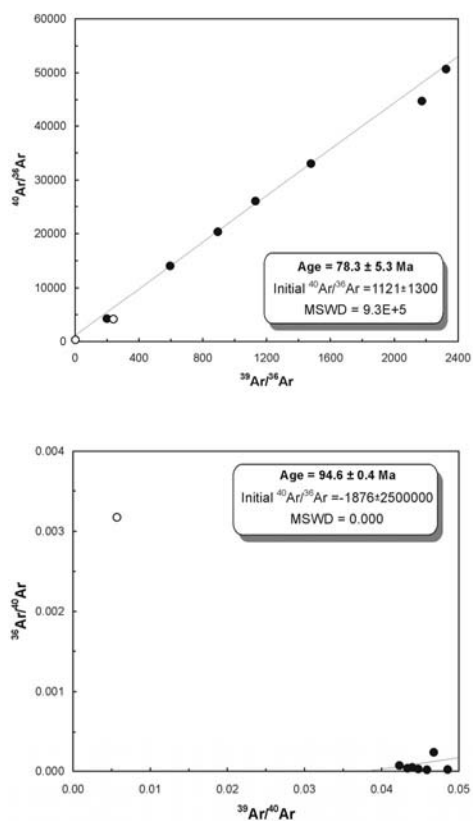 60000
50000
40000
30000
20000
10000
0
⁴⁰Ar/³⁶Ar
Age = 78.3 ± 5.3 Ma
Initial ⁴⁰Ar/³⁶Ar =1121±1300
MSWD = 9.3E+5
0 400 800 1200 1600 2000 2400
³⁹Ar/³⁶Ar
0.004
0.003
0.002
0.001
0.000
³⁶Ar/⁴⁰Ar
Age = 94.6 ± 0.4 Ma
Initial ⁴⁰Ar/³⁶Ar =-1876±2500000
MSWD = 0.000
0.00 0.01 0.02 0.03 0.04 0.05
³⁹Ar/⁴⁰Ar